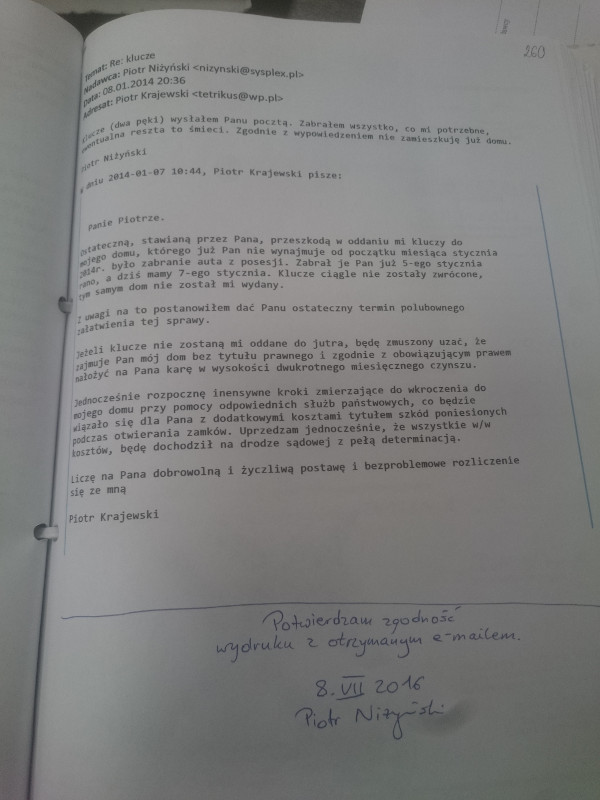 260
Temat: Re: klucze
Nadawca: Piotr Niżyński <nizynski@sysplex.pl>
Data: 08.01.2014 20:36
Adresat: Piotr Krajewski <tetrikus@wp.pl>
Klucze (dwa pęki) wysłałem Panu pocztą. Zabrałem wszystko, co mi potrzebne,
ewentualna reszta to śmieci. Zgodnie z wypowiedzeniem nie zamieszkuję już domu.
Piotr Niżyński
W dniu 2014-01-07 10:44, Piotr Krajewski pisze:
Panie Piotrze.
Ostateczną, stawianą przez Pana, przeszkodą w oddaniu mi kluczy do
mojego domu, którego już Pan nie wynajmuje od początku miesiąca stycznia
2014r. było zabranie auta z posesji. Zabrał je Pan już 5-ego stycznia
rano, a dziś mamy 7-ego stycznia. Klucze ciągle nie zostały zwrócone,
tym samym dom nie został mi wydany.
Z uwagi na to postanowiłem dać Panu ostateczny termin polubownego
załatwienia tej sprawy.
Jeżeli klucze nie zostaną mi oddane do jutra, będę zmuszony uzać, że
zajmuje Pan mój dom bez tytułu prawnego i zgodnie z obowiązującym prawem
nałożyć na Pana karę w wysokości dwukrotnego miesięcznego czynszu.
Jednocześnie rozpocznę inensywne kroki zmierzające do wkroczenia do
mojego domu przy pomocy odpowiednich służb państwowych, co będzie
wiązało się dla Pana z dodatkowymi kosztami tytułem szkód poniesionych
podczas otwierania zamków. Uprzedzam jednocześnie, że wszystkie w/w
kosztów, będę dochodził na drodze sądowej z pełą determinacją.
Liczę na Pana dobrowolną i życzliwą postawę i bezproblemowe rozliczenie
się ze mną
Piotr Krajewski
Potwierdzam zgodność
wydruku z otrzymanym e-mailem.
8. VII 2016
Piotr Niżyński